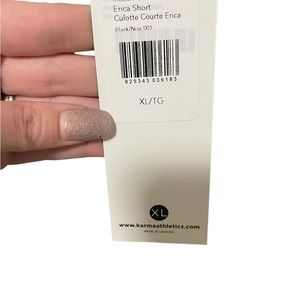 Erica Short
Culotte Courte Erica
Black/Noir 001
829343 036183
XL/TG
XL
www.karmaathletics.com
MADE IN CANADA